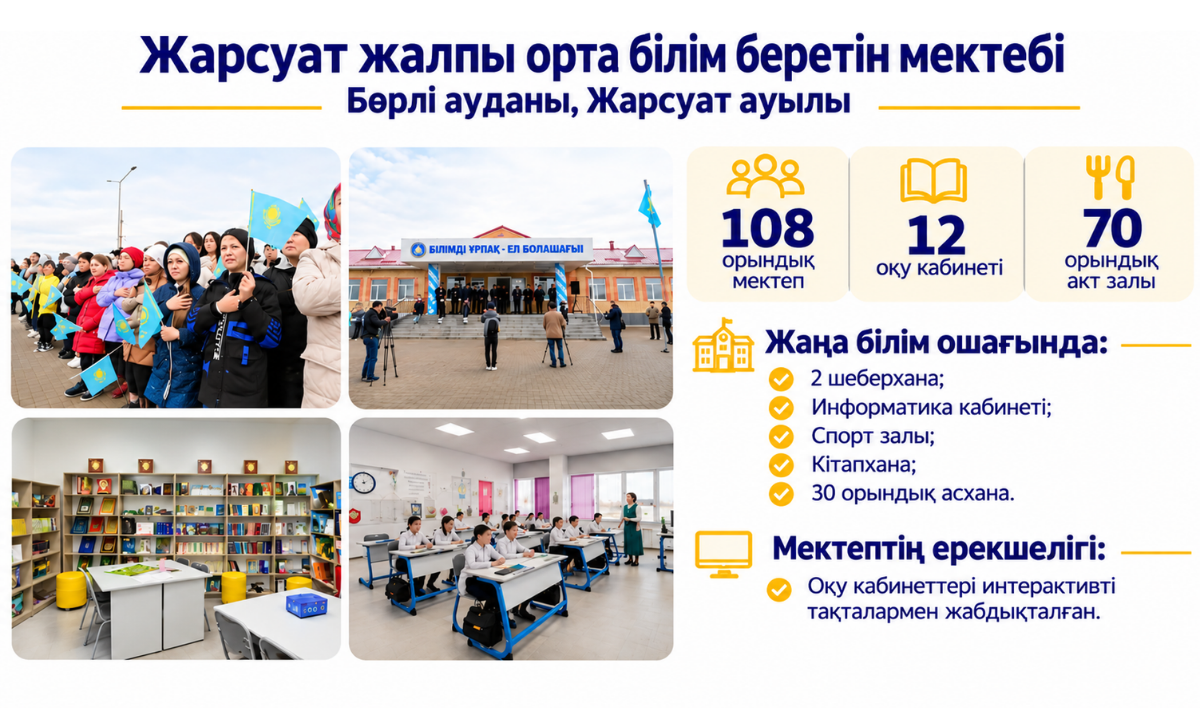 Жарсуат жалпы орта білім беретін мектебі
Бөрлі ауданы, Жарсуат ауылы
БІЛІМДІ ҰРПАҚ - ЕЛ БОЛАШАҒЫ
108
орындық
мектеп
12
оқу кабинеті
70
орындық
акт залы
Жаңа білім ошағында:
2 шеберхана;
Информатика кабинеті;
Спорт залы;
Кітапхана;
30 орындық асхана.
Мектептің ерекшелігі:
Оқу кабинеттері интерактивті
тақталармен жабдықталған.